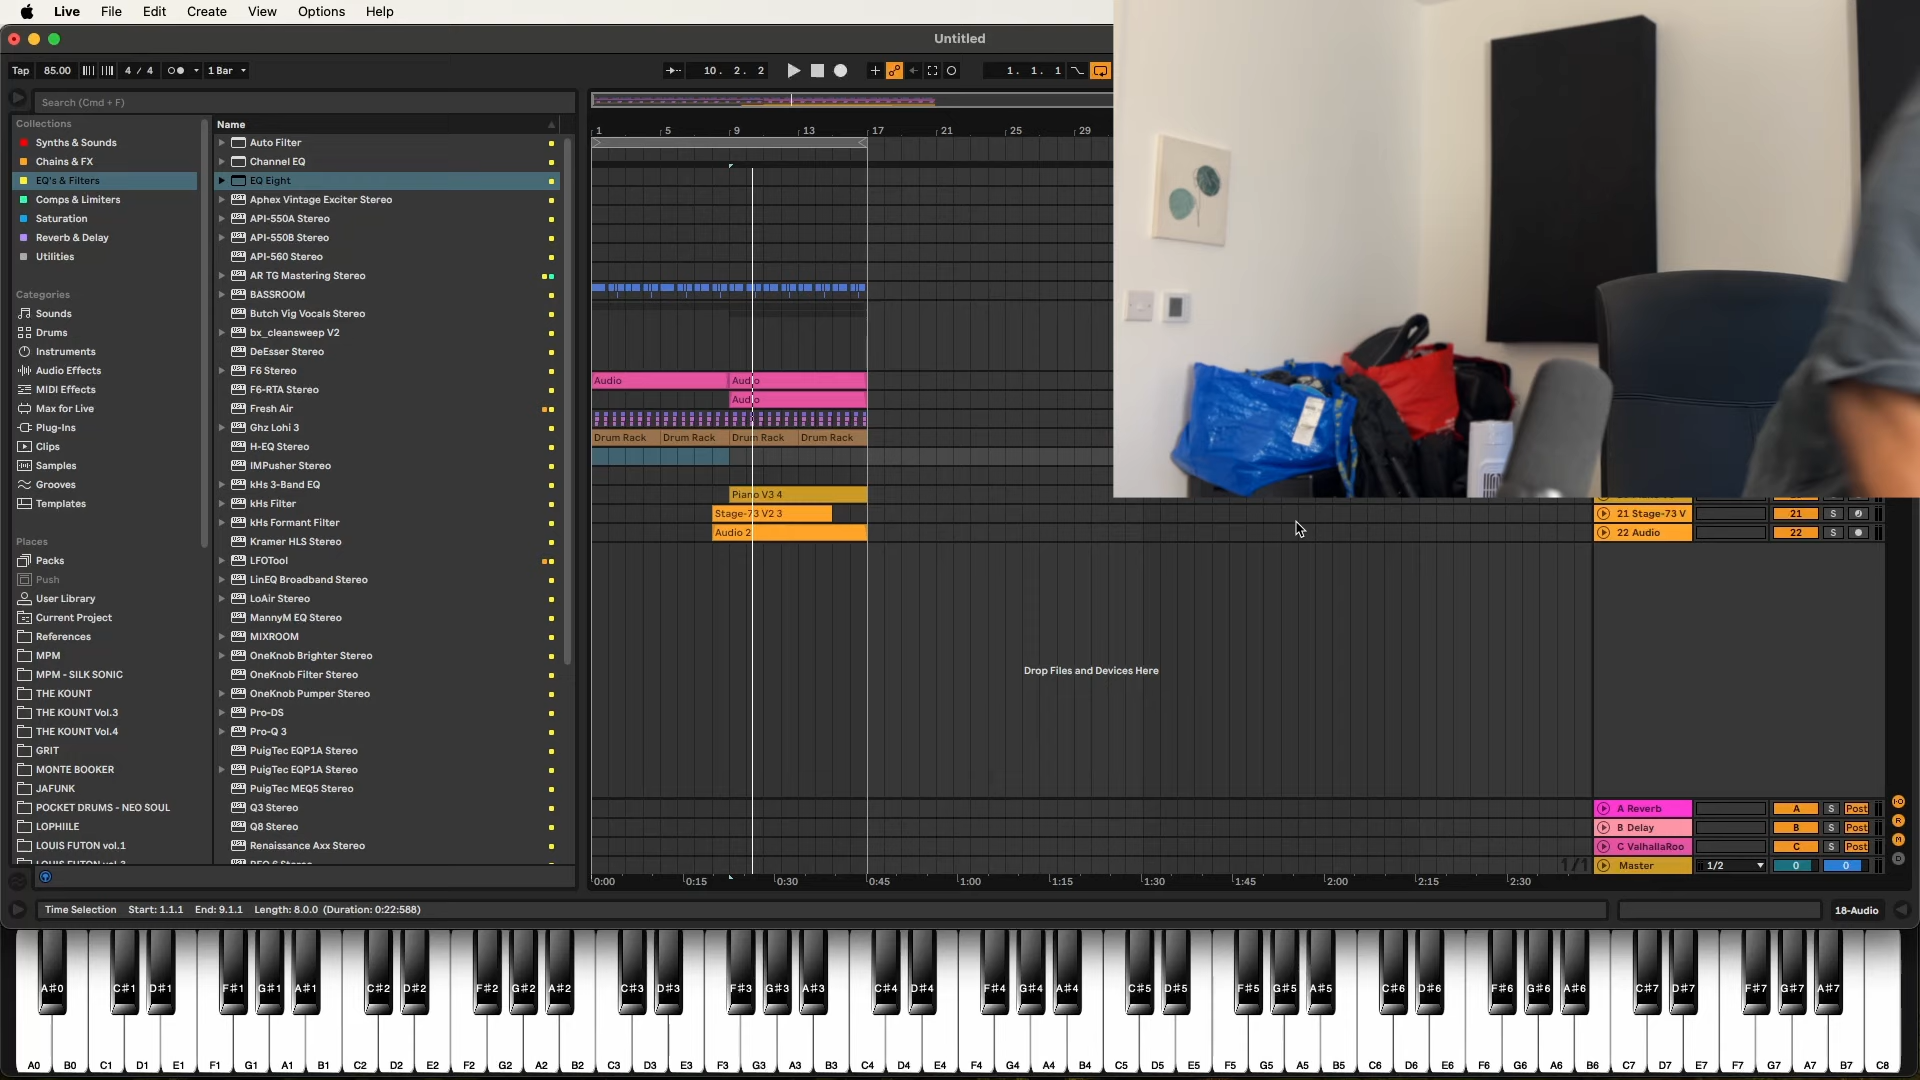 Live File Edit Create View Options Help
Untitled
Tap 85.00 4 / 4 1 Bar 10. 2. 2 1. 1. 1
Search (Cmd + F)
Collections
Synths & Sounds
Chains & FX
EQ's & Filters
Comps & Limiters
Saturation
Reverb & Delay
Utilities
Categories
Sounds
Drums
Instruments
Audio Effects
MIDI Effects
Max for Live
Plug-Ins
Clips
Samples
Grooves
Templates
Places
Packs
Push
User Library
Current Project
References
MPM
MPM - SILK SONIC
THE KOUNT
THE KOUNT Vol.3
THE KOUNT Vol.4
GRIT
MONTE BOOKER
JAFUNK
POCKET DRUMS - NEO SOUL
LOPHIILE
LOUIS FUTON vol.1
Name
Auto Filter
Channel EQ
EQ Eight
Aphex Vintage Exciter Stereo
API-550A Stereo
API-550B Stereo
API-560 Stereo
AR TG Mastering Stereo
BASSROOM
Butch Vig Vocals Stereo
bx_cleansweep V2
DeEsser Stereo
F6 Stereo
F6-RTA Stereo
Fresh Air
Ghz Lohi 3
H-EQ Stereo
IMPusher Stereo
kHs 3-Band EQ
kHs Filter
kHs Formant Filter
Kramer HLS Stereo
LFOTool
LinEQ Broadband Stereo
LoAir Stereo
MannyM EQ Stereo
MIXROOM
OneKnob Brighter Stereo
OneKnob Filter Stereo
OneKnob Pumper Stereo
Pro-DS
Pro-Q 3
PuigTec EQP1A Stereo
PuigTec EQP1A Stereo
PuigTec MEQ5 Stereo
Q3 Stereo
Q8 Stereo
Renaissance Axx Stereo
1 5 9 13 17 21 25 29
Audio Audio
Audio
Drum Rack Drum Rack Drum Rack Drum Rack
Piano V3 4
Stage-73 V2 3
Audio 2
21 Stage-73 V 21 S
22 Audio 22 S
Drop Files and Devices Here
A Reverb A S Post
B Delay B S Post
C ValhallaRoo C S Post
1/1 Master 1/2 0 0
0:00 0:15 0:30 0:45 1:00 1:15 1:30 1:45 2:00 2:15 2:30
Time Selection Start: 1.1.1 End: 9.1.1 Length: 8.0.0 (Duration: 0:22:588) 18-Audio
A#0 C#1 D#1 F#1 G#1 A#1 C#2 D#2 F#2 G#2 A#2 C#3 D#3 F#3 G#3 A#3 C#4 D#4 F#4 G#4 A#4 C#5 D#5 F#5 G#5 A#5 C#6 D#6 F#6 G#6 A#6 C#7 D#7 F#7 G#7 A#7
A0 B0 C1 D1 E1 F1 G1 A1 B1 C2 D2 E2 F2 G2 A2 B2 C3 D3 E3 F3 G3 A3 B3 C4 D4 E4 F4 G4 A4 B4 C5 D5 E5 F5 G5 A5 B5 C6 D6 E6 F6 G6 A6 B6 C7 D7 E7 F7 G7 A7 B7 C8